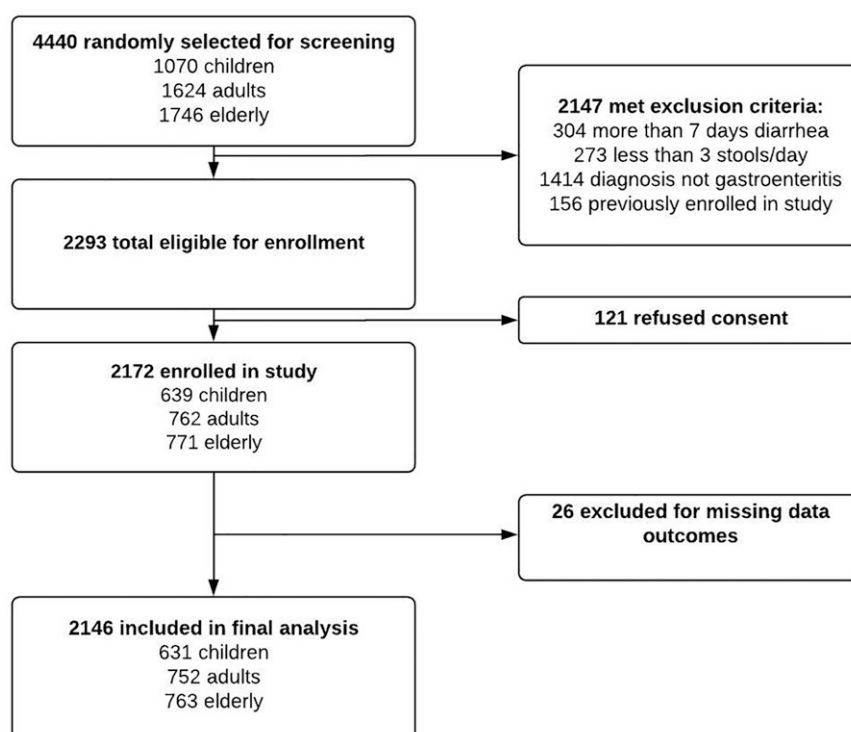 4440 randomly selected for screening
1070 children
1624 adults
1746 elderly
2147 met exclusion criteria:
304 more than 7 days diarrhea
273 less than 3 stools/day
1414 diagnosis not gastroenteritis
156 previously enrolled in study
2293 total eligible for enrollment
121 refused consent
2172 enrolled in study
639 children
762 adults
771 elderly
26 excluded for missing data
outcomes
2146 included in final analysis
631 children
752 adults
763 elderly